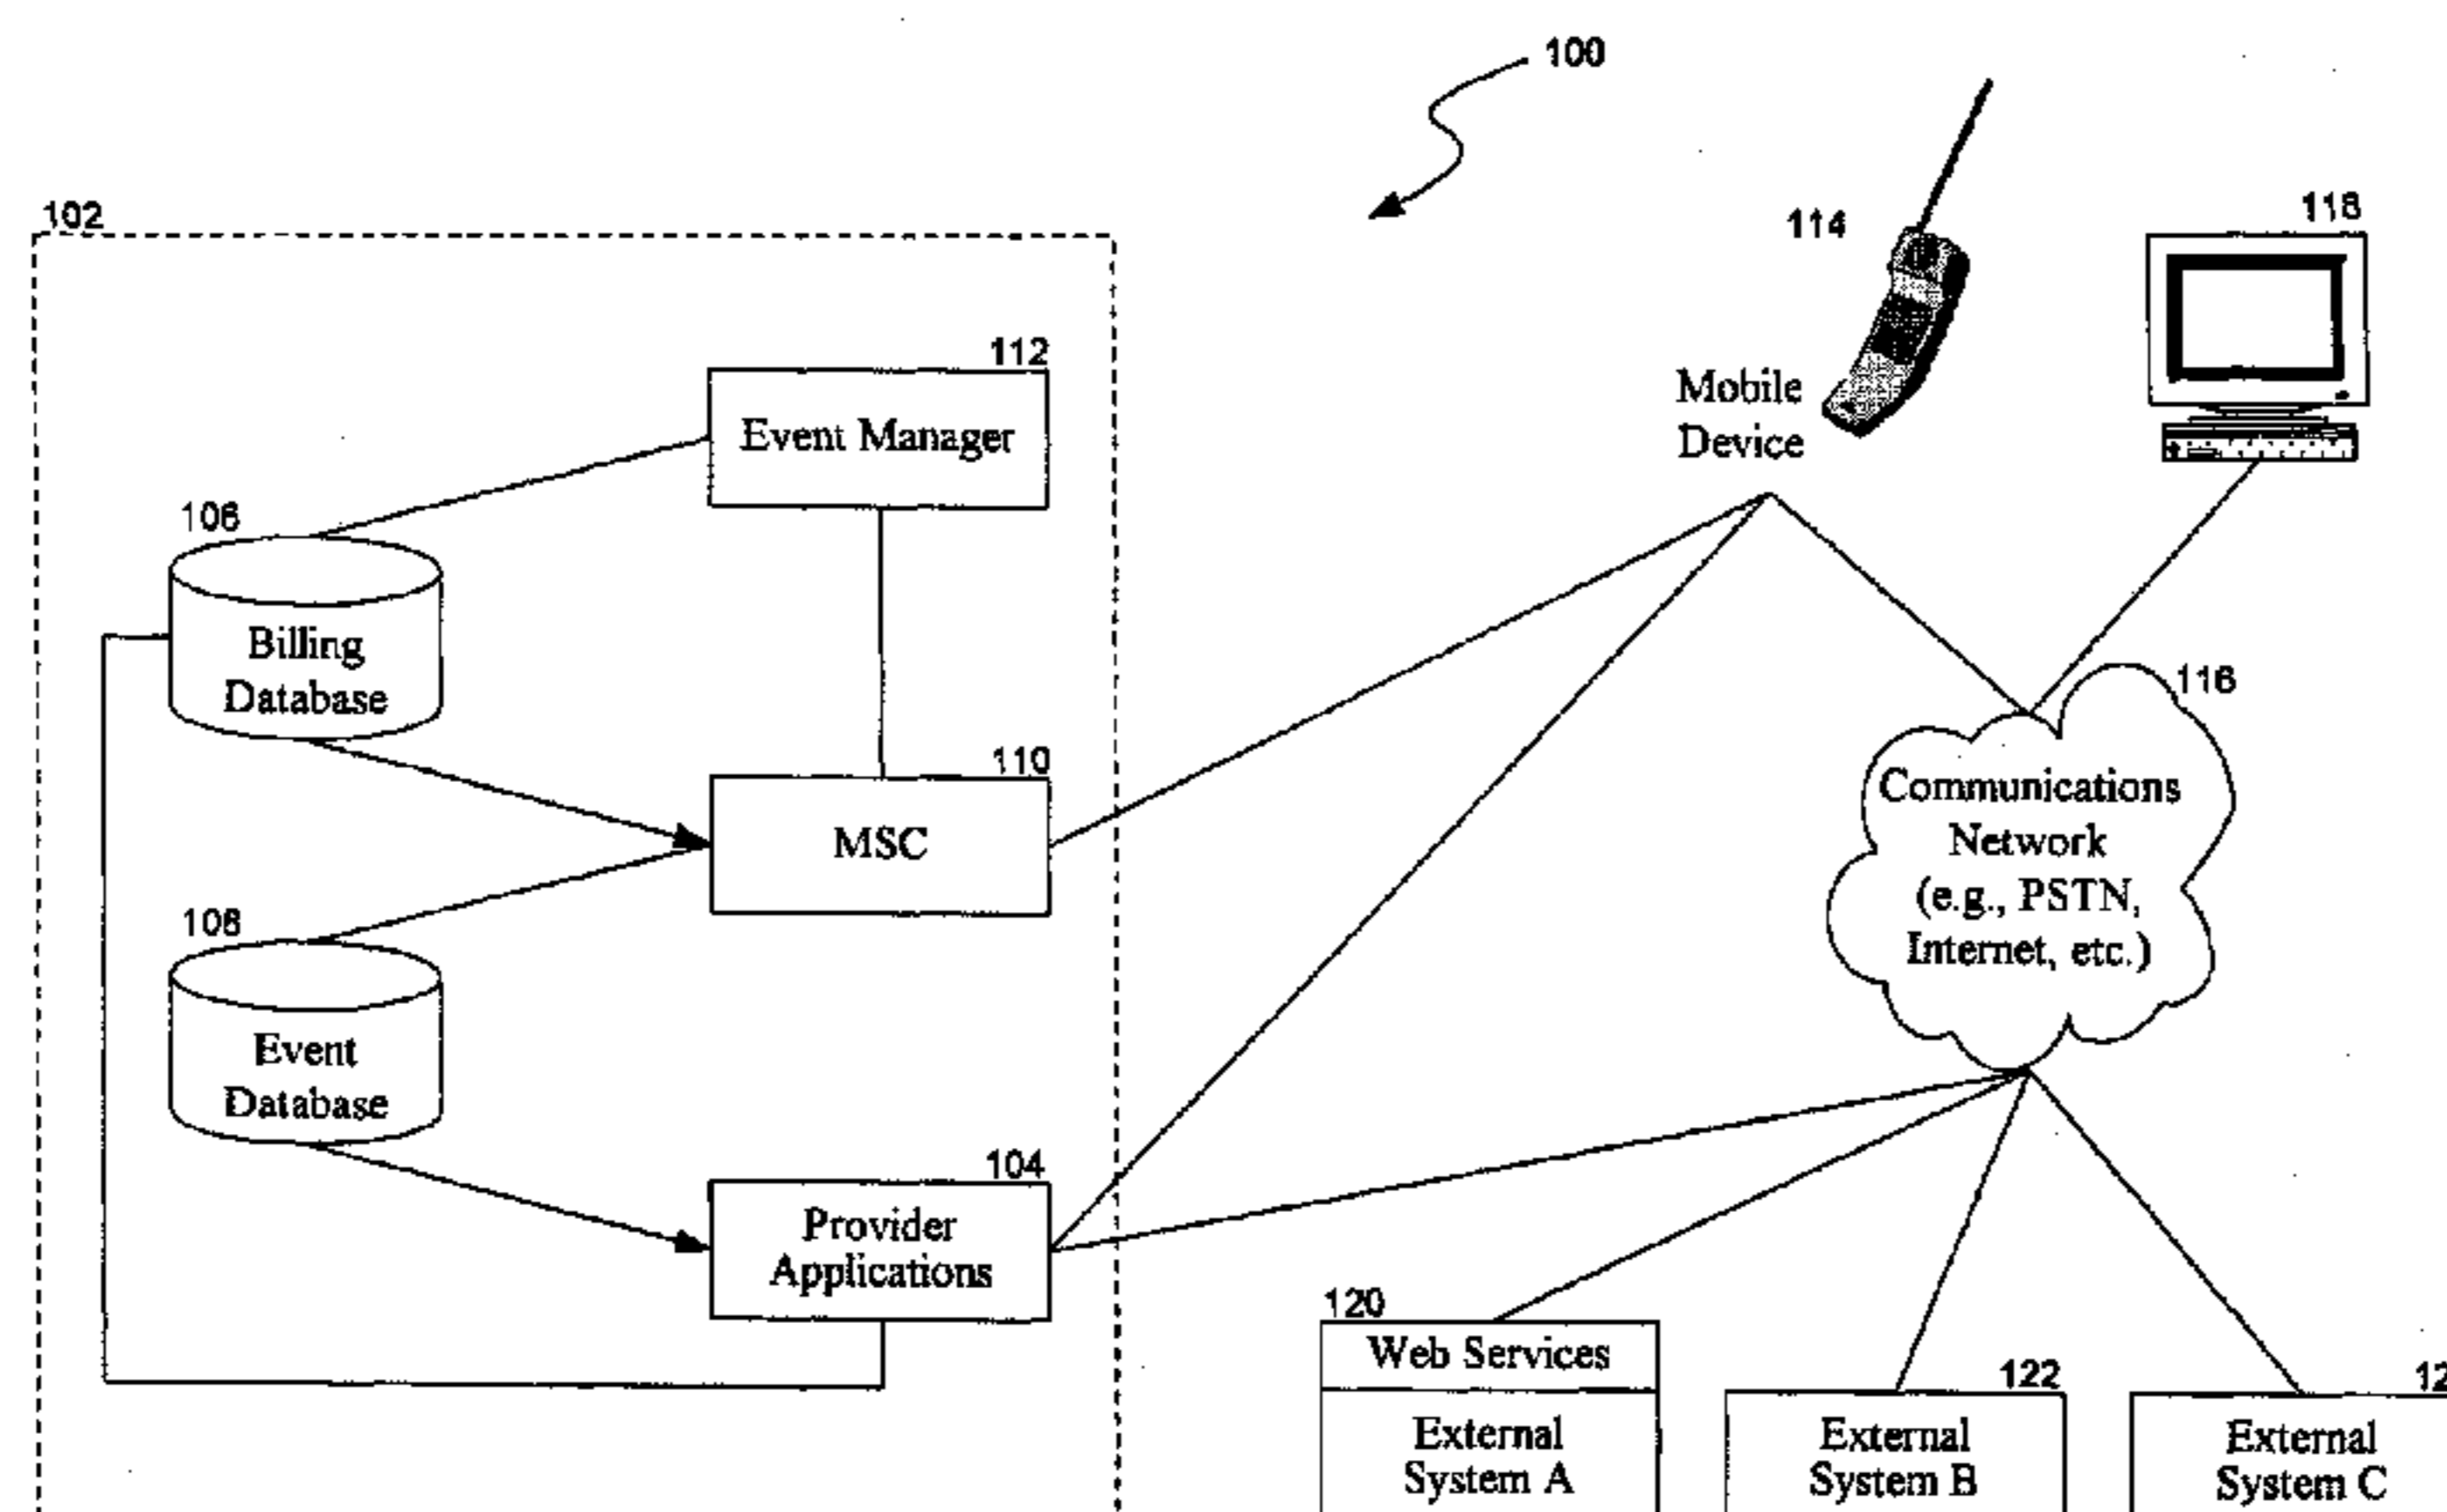 100
102
114
118
112
Mobile
Device
Event Manager
106
Billing
Database
116
110
Communications
Network
(e.g., PSTN,
Internet, etc.)
MSC
108
Event
Database
104
Provider
Applications
120
Web Services
122
12
External
System A
External
System B
External
System C